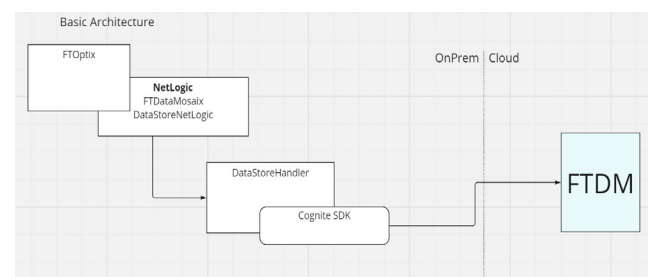 Basic Architecture
FTOptix
OnPrem Cloud
NetLogic
FTDataMosaix
DataStoreNetLogic
DataStoreHandler
Cognite SDK
FTDM